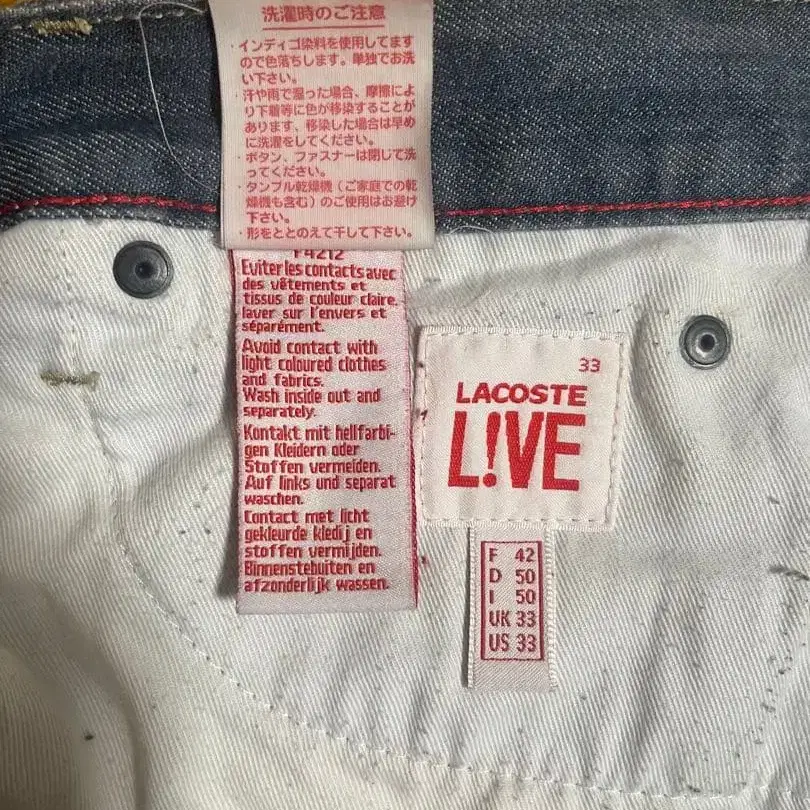 洗濯時のご注意
・インディゴ染料を使用してます
ので色落ちします。単独でお洗
い下さい。
・汗や雨で湿った場合、摩擦によ
り下着等に色が移染することが
あります、移染した場合は早め
に洗濯をしてください。
・ボタン、ファスナーは閉じて洗
ってください。
・タンブル乾燥機（ご家庭での乾
燥機も含む）のご使用はお避け
下さい。
・形をととのえて干して下さい。
F4212
Eviter les contacts avec
des vêtements et
tissus de couleur claire.
laver sur l'envers et
séparément.
Avoid contact with
light coloured clothes
and fabrics.
Wash inside out and
separately.
Kontakt mit hellfarbi-
gen Kleidern oder
Stoffen vermeiden.
Auf links und separat
waschen.
Contact met licht
gekleurde kledij en
stoffen vermijden.
Binnenstebuiten en
afzonderlijk wassen.
33
LACOSTE
L!VE
F 42
D 50
I 50
UK 33
US 33